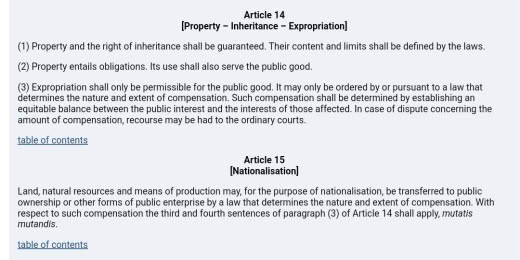 Article 14
[Property – Inheritance – Expropriation]
(1) Property and the right of inheritance shall be guaranteed. Their content and limits shall be defined by the laws.
(2) Property entails obligations. Its use shall also serve the public good.
(3) Expropriation shall only be permissible for the public good. It may only be ordered by or pursuant to a law that
determines the nature and extent of compensation. Such compensation shall be determined by establishing an
equitable balance between the public interest and the interests of those affected. In case of dispute concerning the
amount of compensation, recourse may be had to the ordinary courts.
table of contents
Article 15
[Nationalisation]
Land, natural resources and means of production may, for the purpose of nationalisation, be transferred to public
ownership or other forms of public enterprise by a law that determines the nature and extent of compensation. With
respect to such compensation the third and fourth sentences of paragraph (3) of Article 14 shall apply, mutatis
mutandis.
table of contents